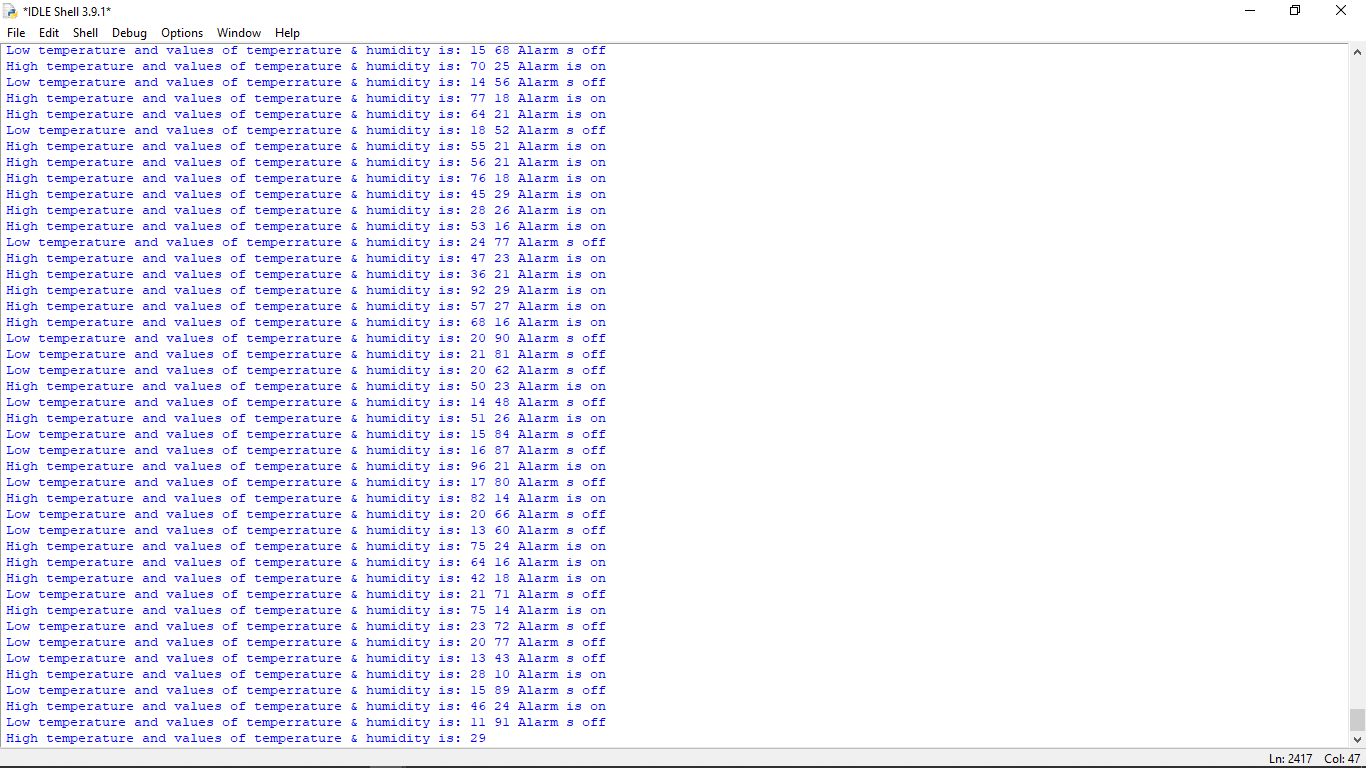 *IDLE Shell 3.9.1*
File Edit Shell Debug Options Window Help
Low temperature and values of temperrature & humidity is: 15 68 Alarm s off
High temperature and values of temperature & humidity is: 70 25 Alarm is on
Low temperature and values of temperrature & humidity is: 14 56 Alarm s off
High temperature and values of temperature & humidity is: 77 18 Alarm is on
High temperature and values of temperature & humidity is: 64 21 Alarm is on
Low temperature and values of temperrature & humidity is: 18 52 Alarm s off
High temperature and values of temperature & humidity is: 55 21 Alarm is on
High temperature and values of temperature & humidity is: 56 21 Alarm is on
High temperature and values of temperature & humidity is: 76 18 Alarm is on
High temperature and values of temperature & humidity is: 45 29 Alarm is on
High temperature and values of temperature & humidity is: 28 26 Alarm is on
High temperature and values of temperature & humidity is: 53 16 Alarm is on
Low temperature and values of temperrature & humidity is: 24 77 Alarm s off
High temperature and values of temperature & humidity is: 47 23 Alarm is on
High temperature and values of temperature & humidity is: 36 21 Alarm is on
High temperature and values of temperature & humidity is: 92 29 Alarm is on
High temperature and values of temperature & humidity is: 57 27 Alarm is on
High temperature and values of temperature & humidity is: 68 16 Alarm is on
Low temperature and values of temperrature & humidity is: 20 90 Alarm s off
Low temperature and values of temperrature & humidity is: 21 81 Alarm s off
Low temperature and values of temperrature & humidity is: 20 62 Alarm s off
High temperature and values of temperature & humidity is: 50 23 Alarm is on
Low temperature and values of temperrature & humidity is: 14 48 Alarm s off
High temperature and values of temperature & humidity is: 51 26 Alarm is on
Low temperature and values of temperrature & humidity is: 15 84 Alarm s off
Low temperature and values of temperrature & humidity is: 16 87 Alarm s off
High temperature and values of temperature & humidity is: 96 21 Alarm is on
Low temperature and values of temperrature & humidity is: 17 80 Alarm s off
High temperature and values of temperature & humidity is: 82 14 Alarm is on
Low temperature and values of temperrature & humidity is: 20 66 Alarm s off
Low temperature and values of temperrature & humidity is: 13 60 Alarm s off
High temperature and values of temperature & humidity is: 75 24 Alarm is on
High temperature and values of temperature & humidity is: 64 16 Alarm is on
High temperature and values of temperature & humidity is: 42 18 Alarm is on
Low temperature and values of temperrature & humidity is: 21 71 Alarm s off
High temperature and values of temperature & humidity is: 75 14 Alarm is on
Low temperature and values of temperrature & humidity is: 23 72 Alarm s off
Low temperature and values of temperrature & humidity is: 20 77 Alarm s off
Low temperature and values of temperrature & humidity is: 13 43 Alarm s off
High temperature and values of temperature & humidity is: 28 10 Alarm is on
Low temperature and values of temperrature & humidity is: 15 89 Alarm s off
High temperature and values of temperature & humidity is: 46 24 Alarm is on
Low temperature and values of temperrature & humidity is: 11 91 Alarm s off
High temperature and values of temperature & humidity is: 29
Ln: 2417 Col: 47